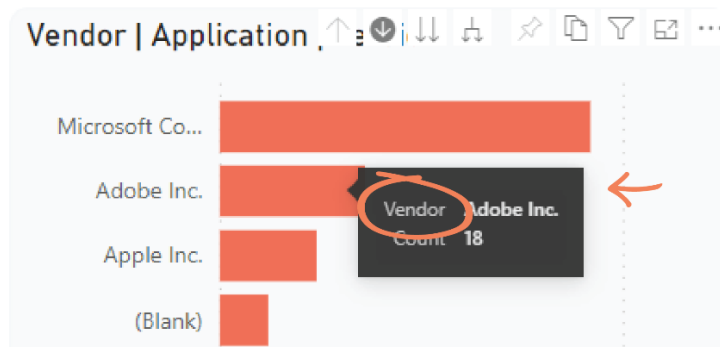 Vendor | Application
Microsoft Co...
Adobe Inc.
Apple Inc.
(Blank)
Vendor Adobe Inc.
Count 18